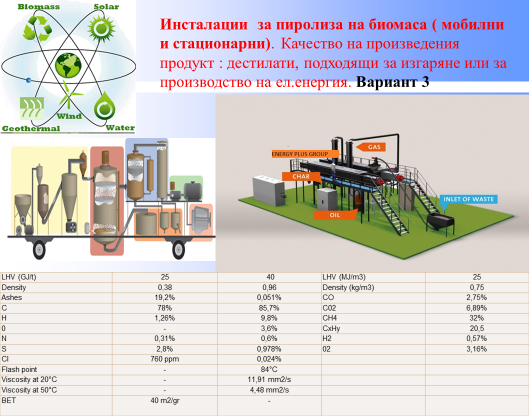 Biomass
Solar
Wind
Geothermal
Water
Инсталации за пиролиза на биомаса ( мобилни
и стационарни). Качество на произведения
продукт : дестилати, подходящи за изгаряне или за
производство на ел.енергия. Вариант 3
ENERGY PLUS GROUP
GAS
CHAR
OIL
INLET OF WASTE
LHV (GJ/t) 25 40 LHV (MJ/m3) 25
Density 0,38 0,96 Density (kg/m3) 0,75
Ashes 19,2% 0,051% CO 2,75%
C 78% 85,7% C02 6,89%
H 1,26% 9,8% CH4 32%
0 - 3,6% CxHy 20,5
N 0,31% 0,6% H2 0,57%
S 2,8% 0,978% 02 3,16%
Cl 760 ppm 0,024%
Flash point - 84°C
Viscosity at 20°C - 11,91 mm2/s
Viscosity at 50°C - 4,48 mm2/s
BET 40 m2/gr -